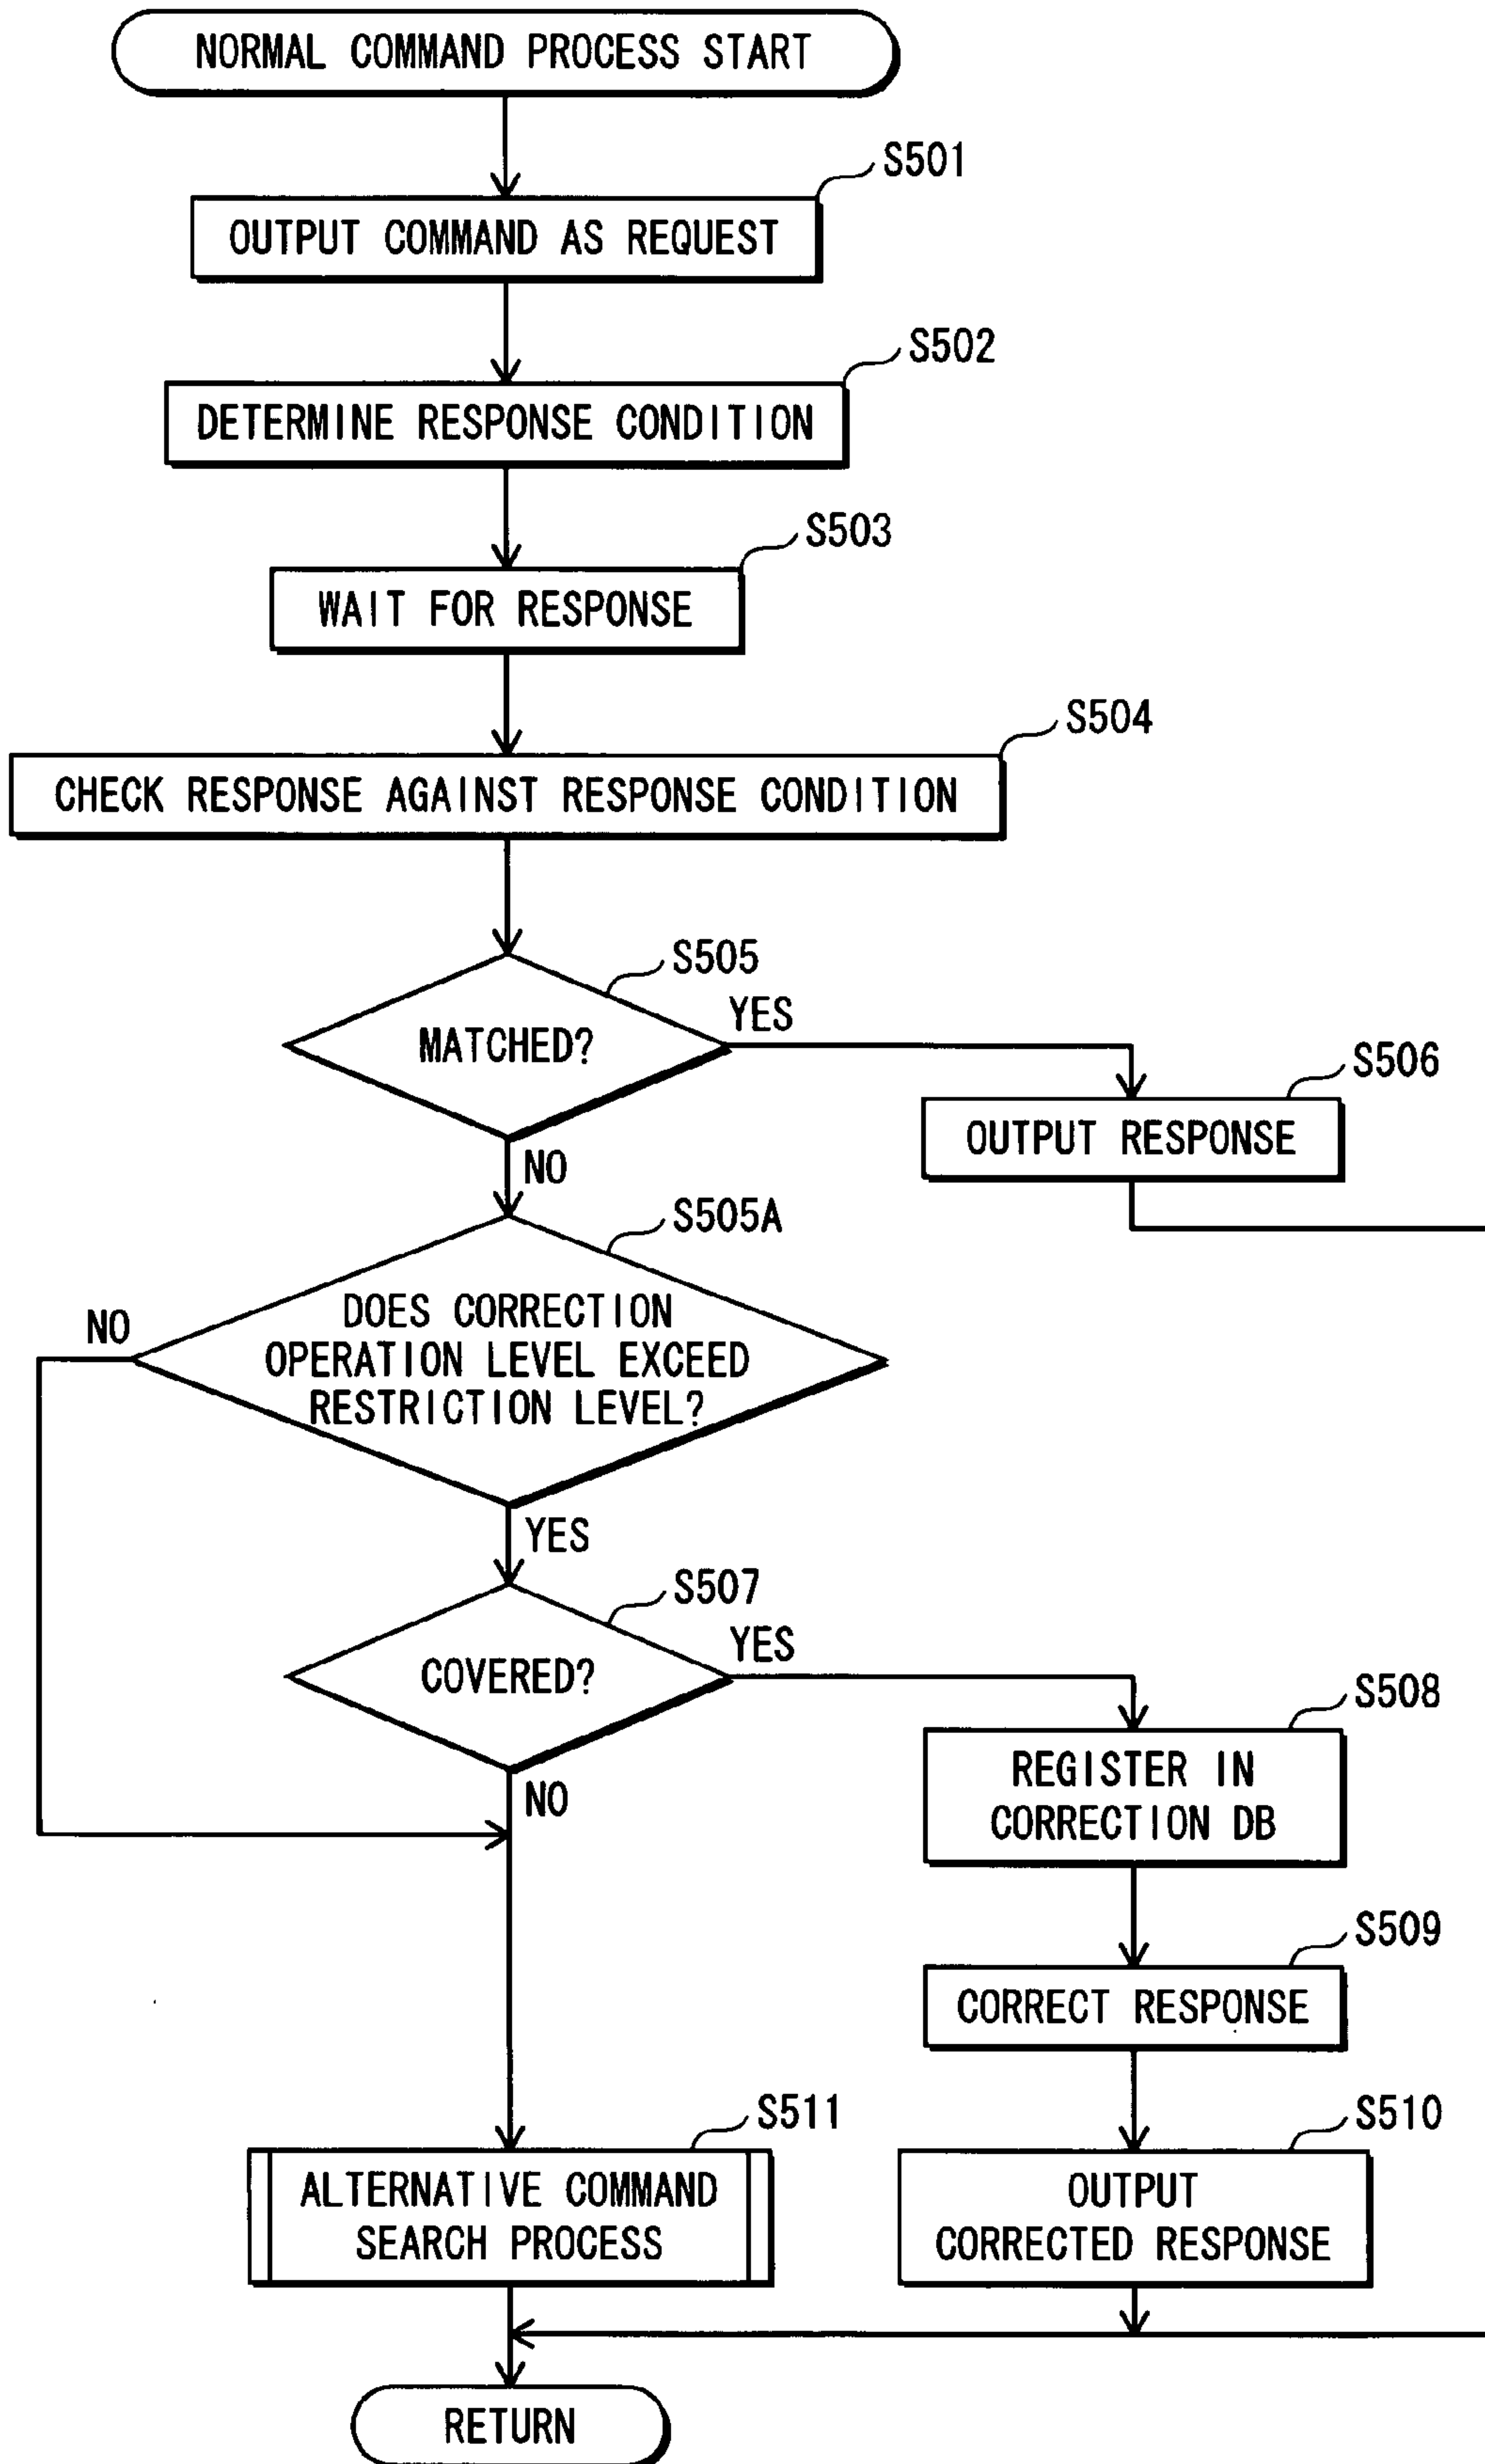 NORMAL COMMAND PROCESS START
S501
OUTPUT COMMAND AS REQUEST
S502
DETERMINE RESPONSE CONDITION
S503
WAIT FOR RESPONSE
S504
CHECK RESPONSE AGAINST RESPONSE CONDITION
S505
MATCHED?
YES
S506
OUTPUT RESPONSE
NO
S505A
DOES CORRECTION
OPERATION LEVEL EXCEED
RESTRICTION LEVEL?
NO
YES
S507
COVERED?
YES
S508
REGISTER IN
CORRECTION DB
NO
S509
CORRECT RESPONSE
S511
ALTERNATIVE COMMAND
SEARCH PROCESS
S510
OUTPUT
CORRECTED RESPONSE
RETURN